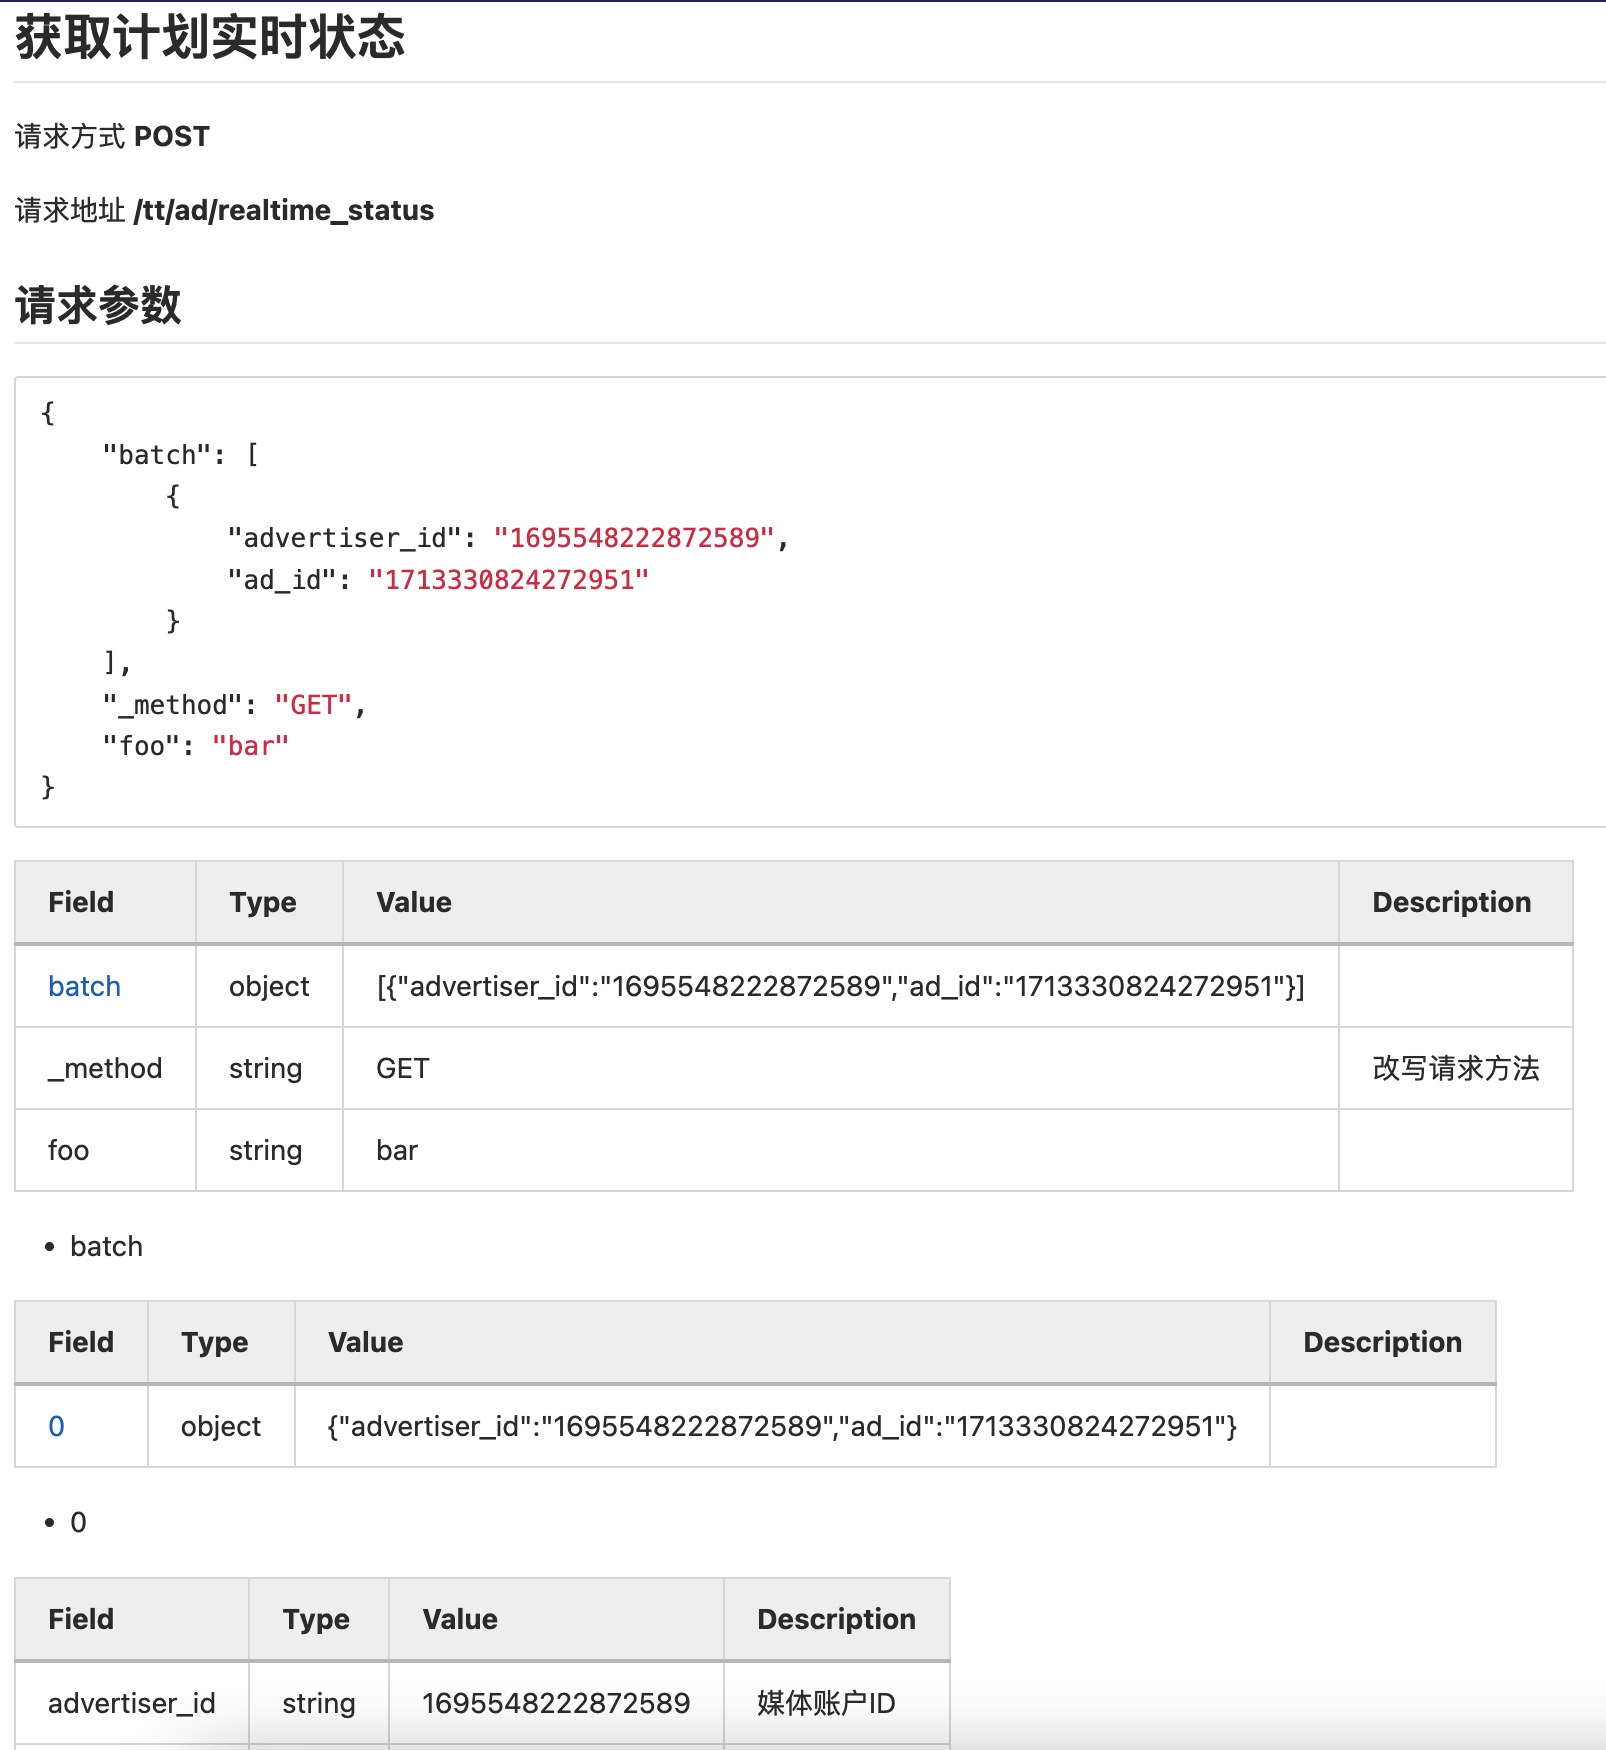 获取计划实时状态
请求方式 POST
请求地址 /tt/ad/realtime_status
请求参数
{
    "batch": [
        {
            "advertiser_id": "1695548222872589",
            "ad_id": "1713330824272951"
        }
    ],
    "_method": "GET",
    "foo": "bar"
}
Field Type Value Description
batch object [{"advertiser_id":"1695548222872589","ad_id":"1713330824272951"}]
_method string GET 改写请求方法
foo string bar
• batch
Field Type Value Description
0 object {"advertiser_id":"1695548222872589","ad_id":"1713330824272951"}
• 0
Field Type Value Description
advertiser_id string 1695548222872589 媒体账户ID